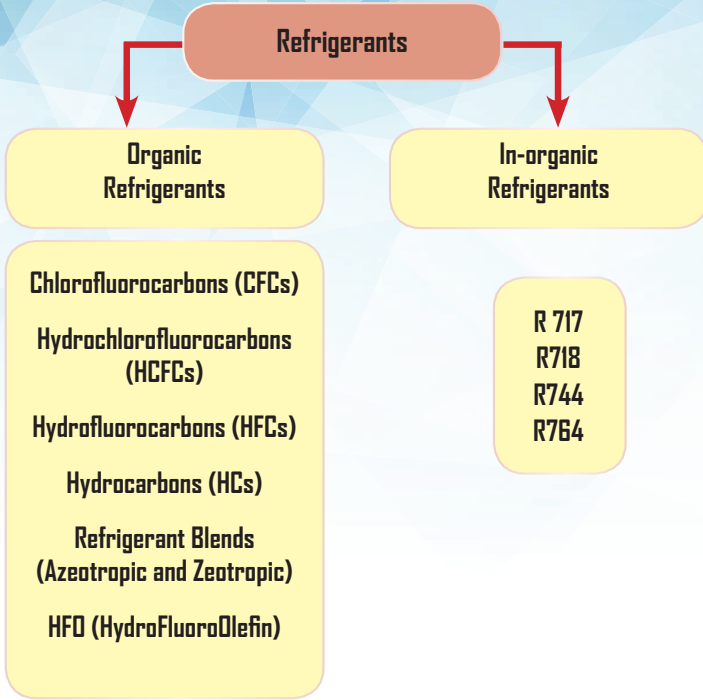 Refrigerants
Organic
Refrigerants
In-organic
Refrigerants
Chlorofluorocarbons (CFCs)
Hydrochlorofluorocarbons
(HCFCs)
Hydrofluorocarbons (HFCs)
Hydrocarbons (HCs)
Refrigerant Blends
(Azeotropic and Zeotropic)
HFO (HydroFluoroOlefin)
R 717
R718
R744
R764